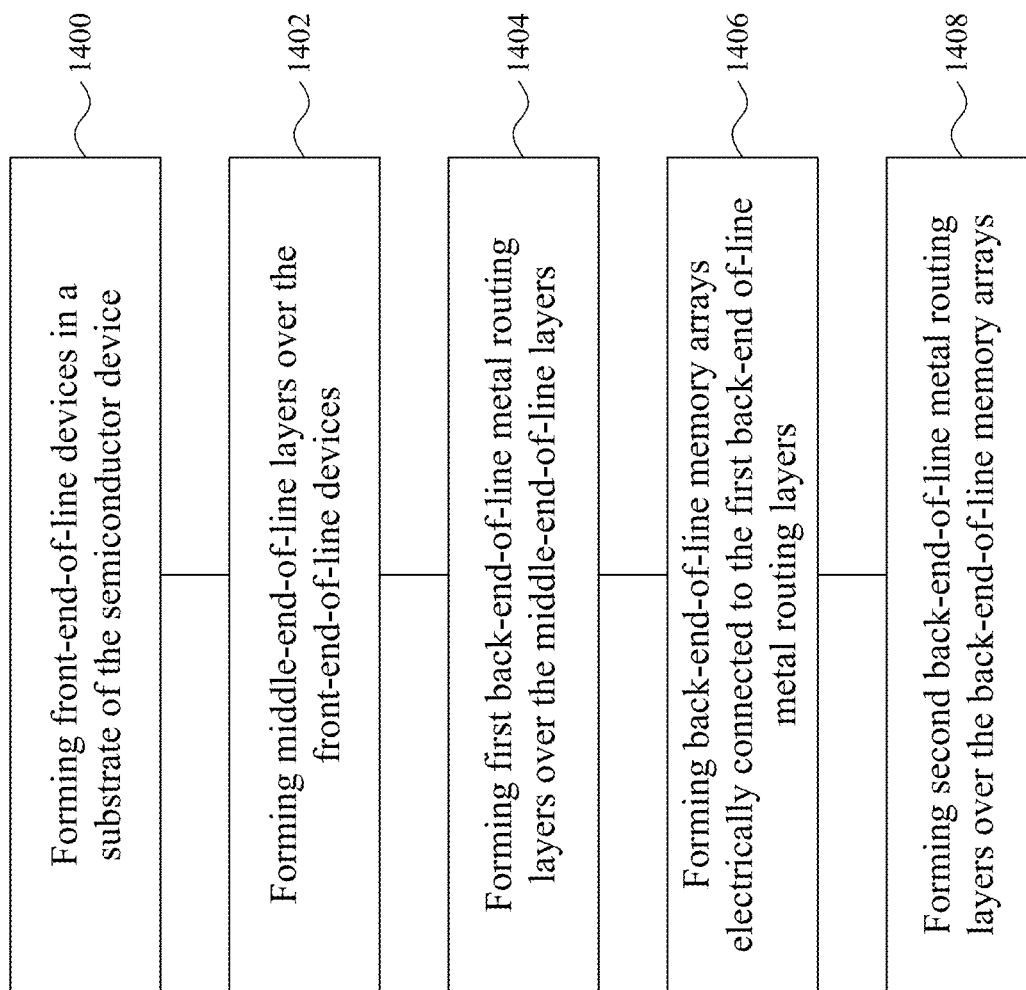 Forming front-end-of-line devices in a
substrate of the semiconductor device
1400
Forming middle-end-of-line layers over the
front-end-of-line devices
1402
Forming first back-end-of-line metal routing
layers over the middle-end-of-line layers
1404
Forming back-end-of-line memory arrays
electrically connected to the first back-end of-line
metal routing layers
1406
Forming second back-end-of-line metal routing
layers over the back-end-of-line memory arrays
1408